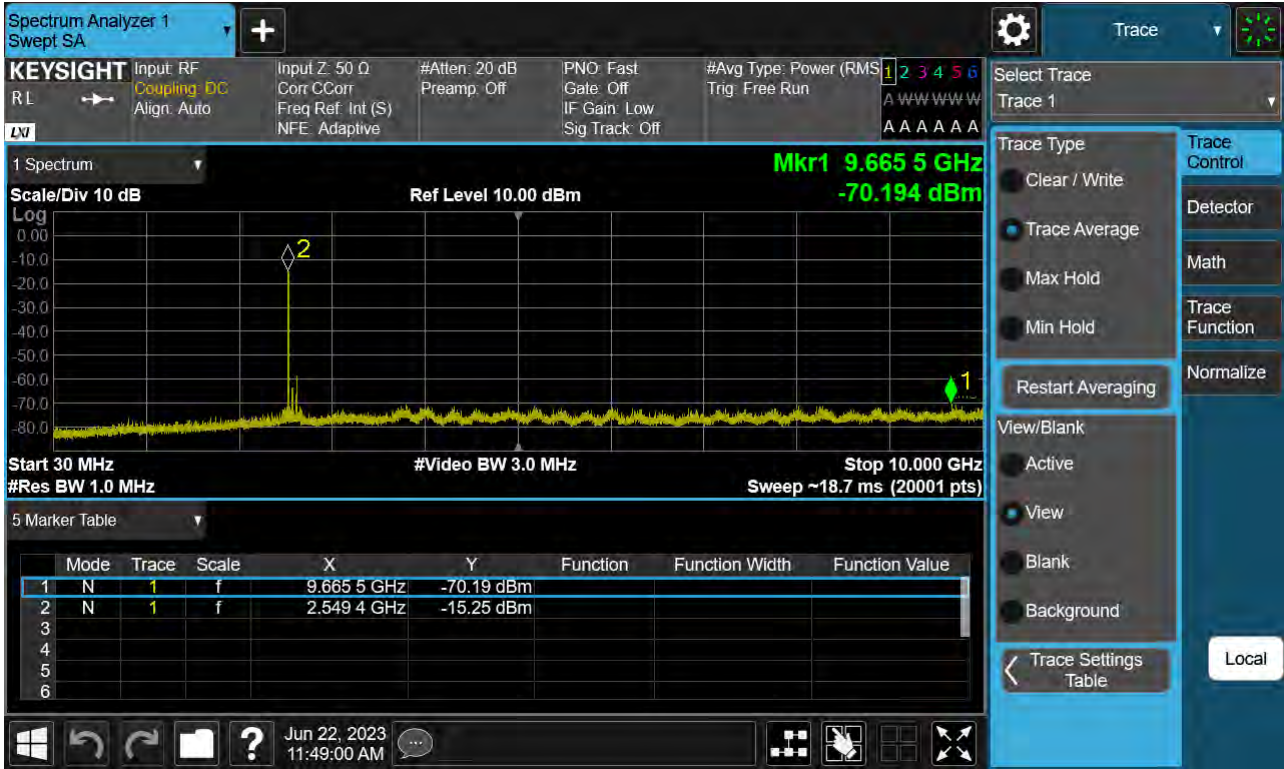 Spectrum Analyzer 1
Swept SA
Trace
KEYSIGHT
RL
LXI
Input: RF
Coupling: DC
Align: Auto
Input Z: 50 Ω
Corr CCorr
Freq Ref: Int (S)
NFE: Adaptive
#Atten: 20 dB
Preamp: Off
PNO: Fast
Gate: Off
IF Gain: Low
Sig Track: Off
#Avg Type: Power (RMS
Trig: Free Run
1 2 3 4 5 6
A W W W W W
A A A A A A
Select Trace
Trace 1
1 Spectrum
Mkr1 9.665 5 GHz
-70.194 dBm
Scale/Div 10 dB
Ref Level 10.00 dBm
Log
0.00
-10.0
-20.0
-30.0
-40.0
-50.0
-60.0
-70.0
-80.0
2
1
Start 30 MHz
#Video BW 3.0 MHz
Stop 10.000 GHz
#Res BW 1.0 MHz
Sweep ~18.7 ms (20001 pts)
5 Marker Table
Mode Trace Scale X Y Function Function Width Function Value
1 N 1 f 9.665 5 GHz -70.19 dBm
2 N 1 f 2.549 4 GHz -15.25 dBm
3
4
5
6
Trace Type
Clear / Write
Trace Average
Max Hold
Min Hold
Restart Averaging
View/Blank
Active
View
Blank
Background
Trace Settings
Table
Trace
Control
Detector
Math
Trace
Function
Normalize
Local
?
Jun 22, 2023
11:49:00 AM